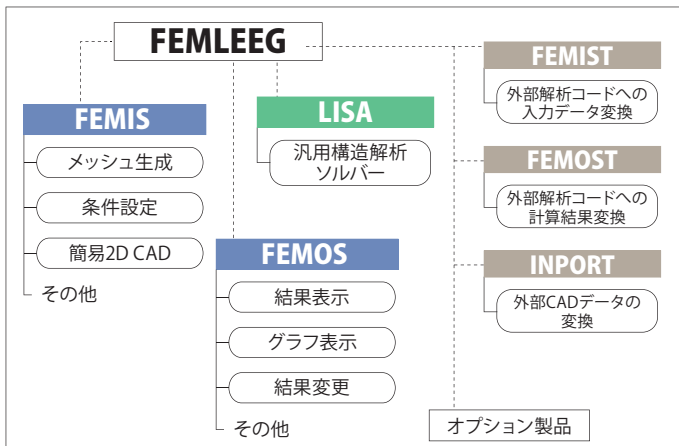 FEMLEEG
FEMIS
メッシュ生成
条件設定
簡易2D CAD
その他
LISA
汎用構造解析
ソルバー
FEMOS
結果表示
グラフ表示
結果変更
その他
FEMIST
外部解析コードへの
入力データ変換
FEMOST
外部解析コードへの
計算結果変換
INPORT
外部CADデータの
変換
オプション製品